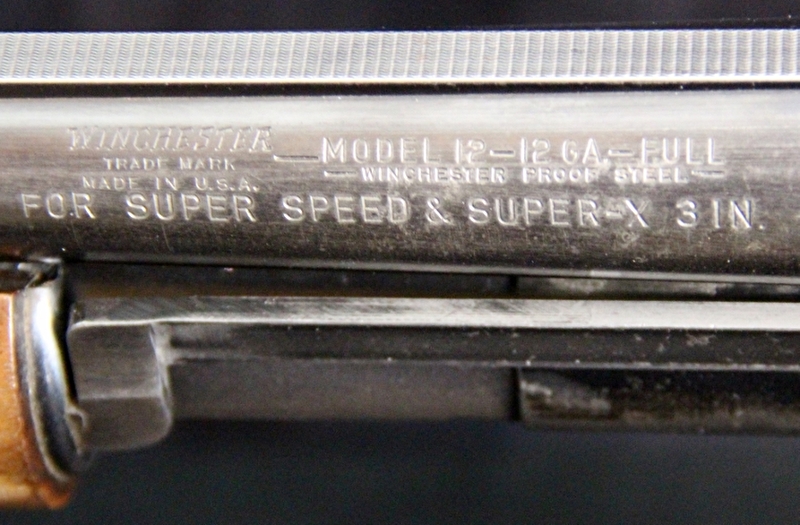 WINCHESTER
TRADE MARK
MADE IN U.S.A.
—MODEL 12—12 GA.—FULL
—WINCHESTER PROOF STEEL—
FOR SUPER SPEED & SUPER-X 3 IN.